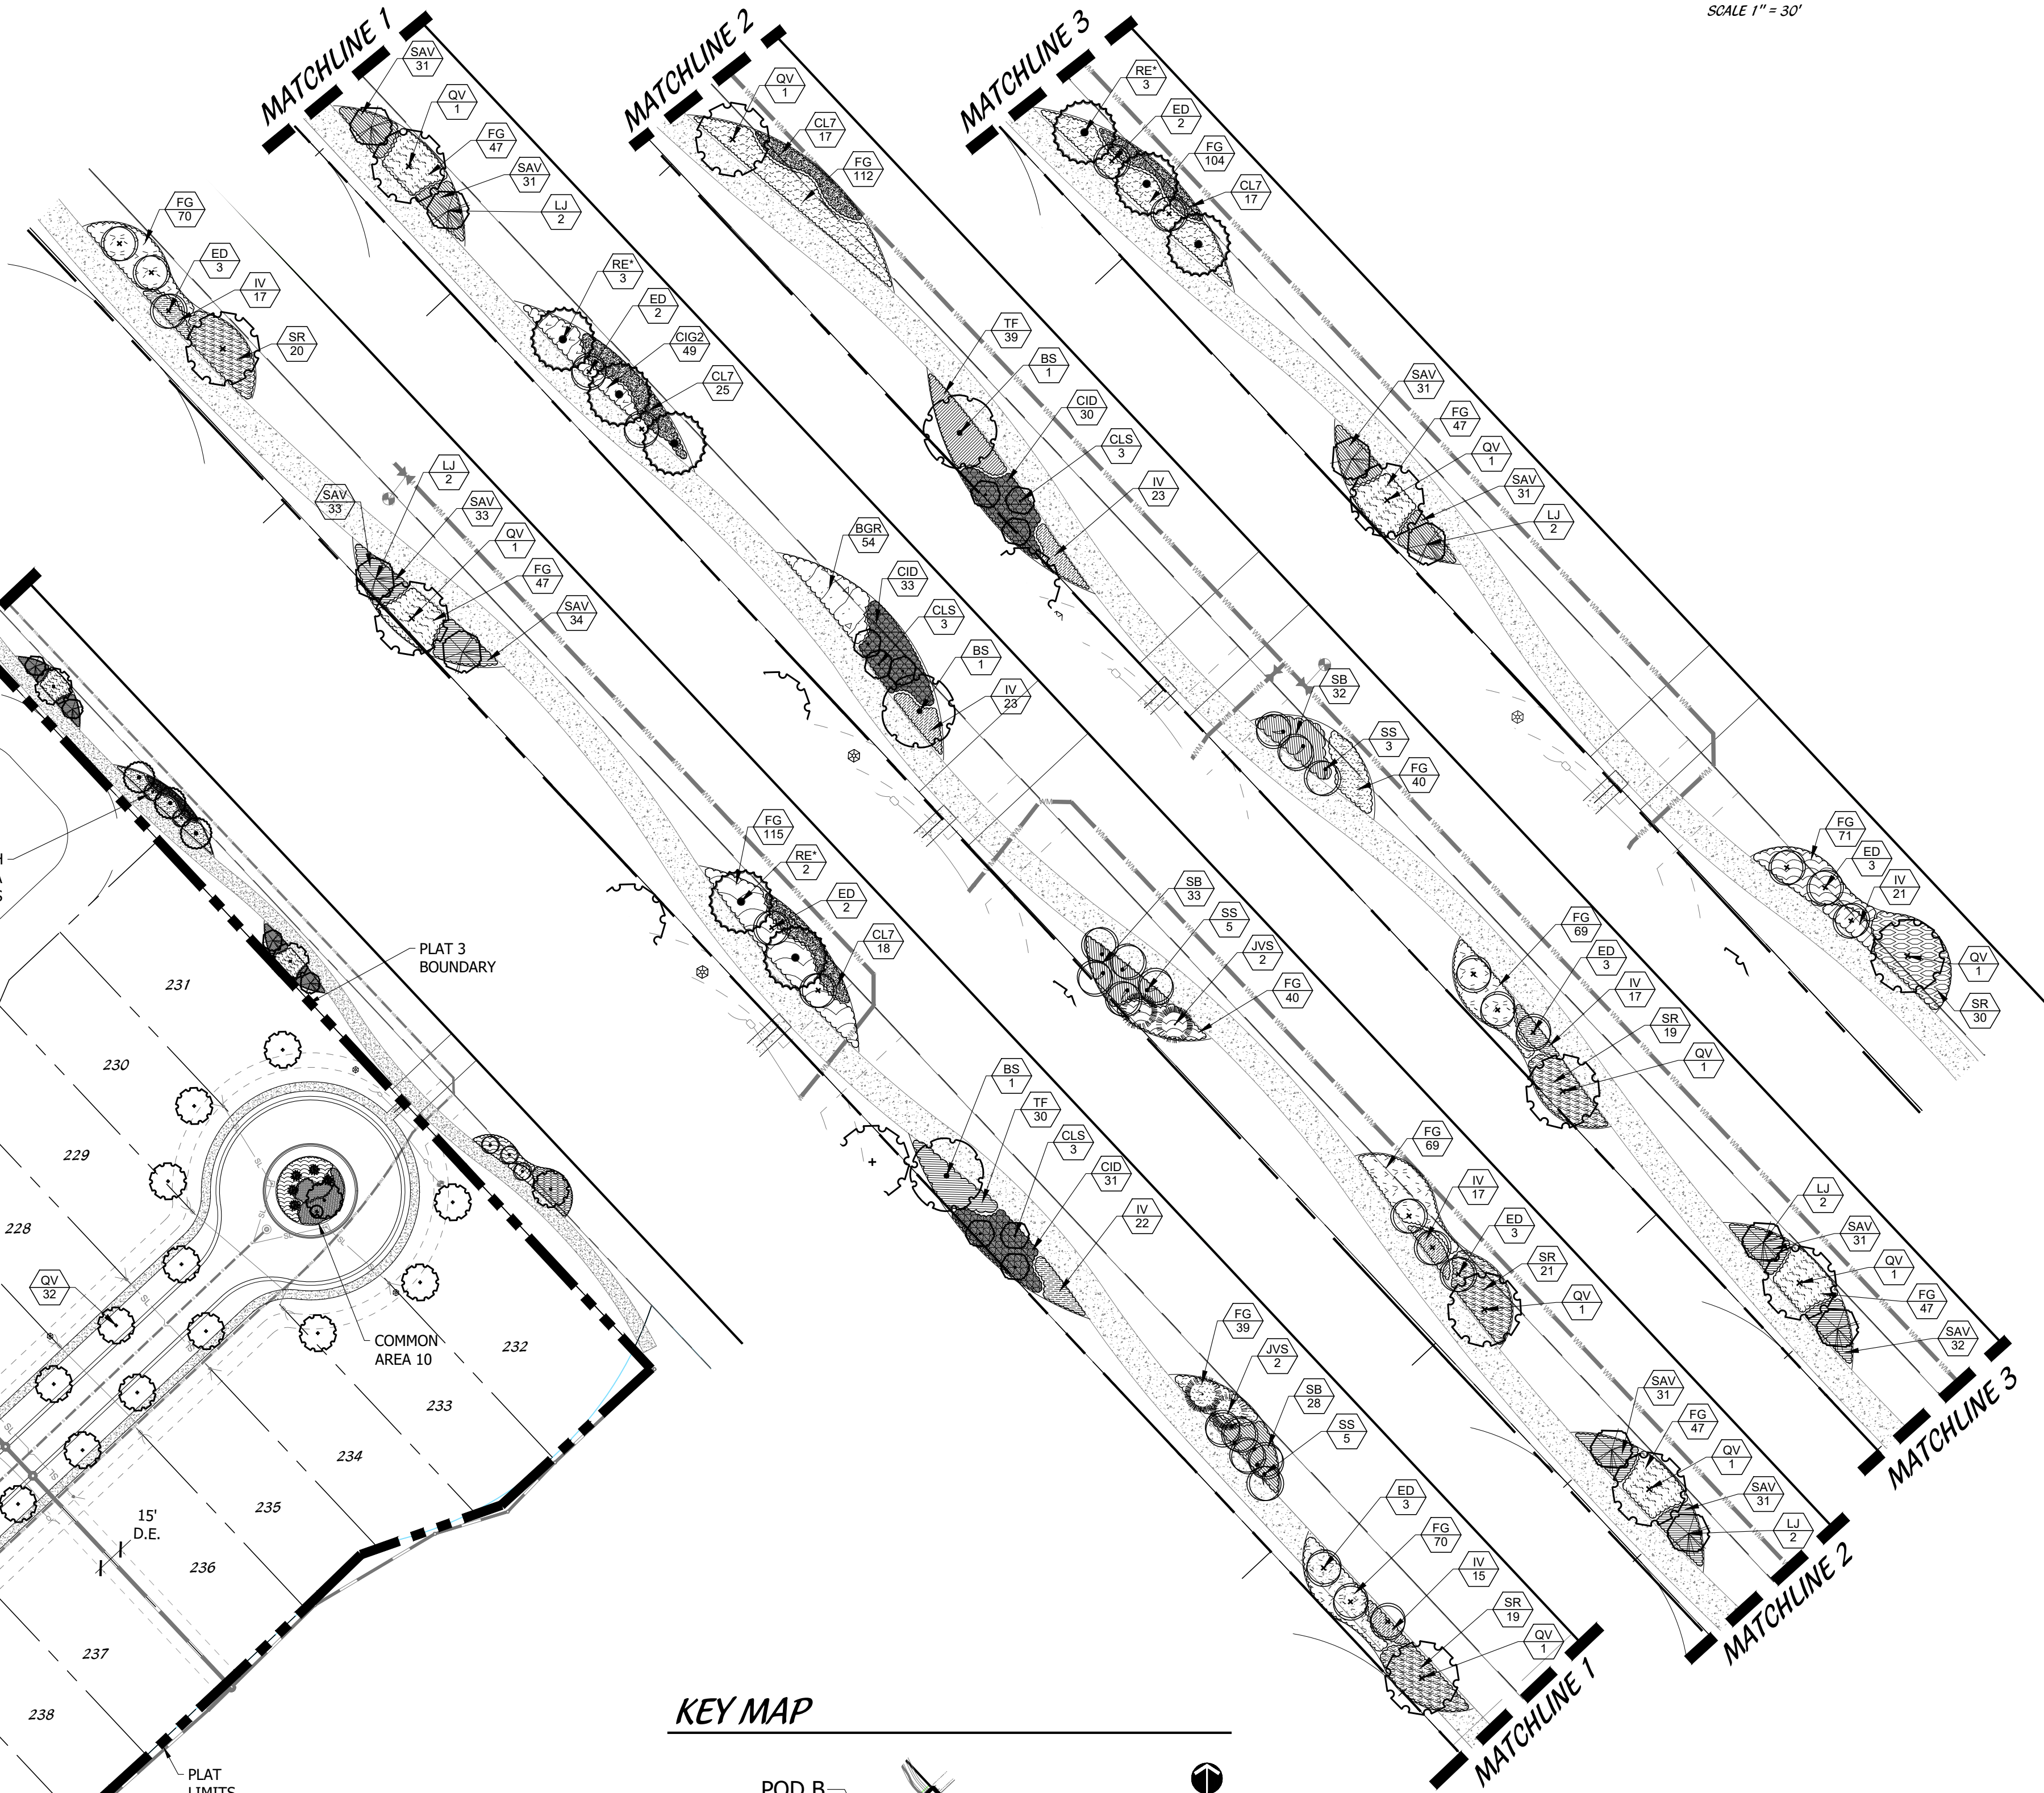 SCALE 1" = 30'
MATCHLINE 1
MATCHLINE 2
MATCHLINE 3
SAV
31
QV
1
FG
47
SAV
31
LJ
2
QV
1
CL7
17
FG
112
RE*
3
ED
2
FG
104
CL7
17
FG
70
ED
3
IV
17
SR
20
RE*
3
ED
2
CIG2
49
CL7
25
TF
39
BS
1
CID
30
CLS
3
IV
23
SAV
31
FG
47
QV
1
SAV
31
LJ
2
SAV
33
LJ
2
SAV
33
QV
1
FG
47
SAV
34
BGR
54
CID
33
CLS
3
BS
1
IV
23
SB
32
SS
3
FG
40
FG
71
ED
3
IV
21
QV
1
SR
30
FG
115
RE*
2
ED
2
CL7
18
SB
33
SS
5
JVS
2
FG
40
FG
69
ED
3
IV
17
SR
19
QV
1
BS
1
TF
30
CLS
3
CID
31
IV
22
FG
69
IV
17
ED
3
SR
21
QV
1
LJ
2
SAV
31
QV
1
FG
47
SAV
32
FG
39
JVS
2
SB
28
SS
5
SAV
31
FG
47
QV
1
SAV
31
LJ
2
ED
3
FG
70
IV
15
SR
19
QV
1
MATCHLINE 3
MATCHLINE 2
MATCHLINE 1
WM
PLAT 3
BOUNDARY
231
230
229
228
QV
32
SL
COMMON
AREA 10
232
233
234
235
236
237
238
15'
D.E.
PLAT
LIMITS
KEY MAP
POD B